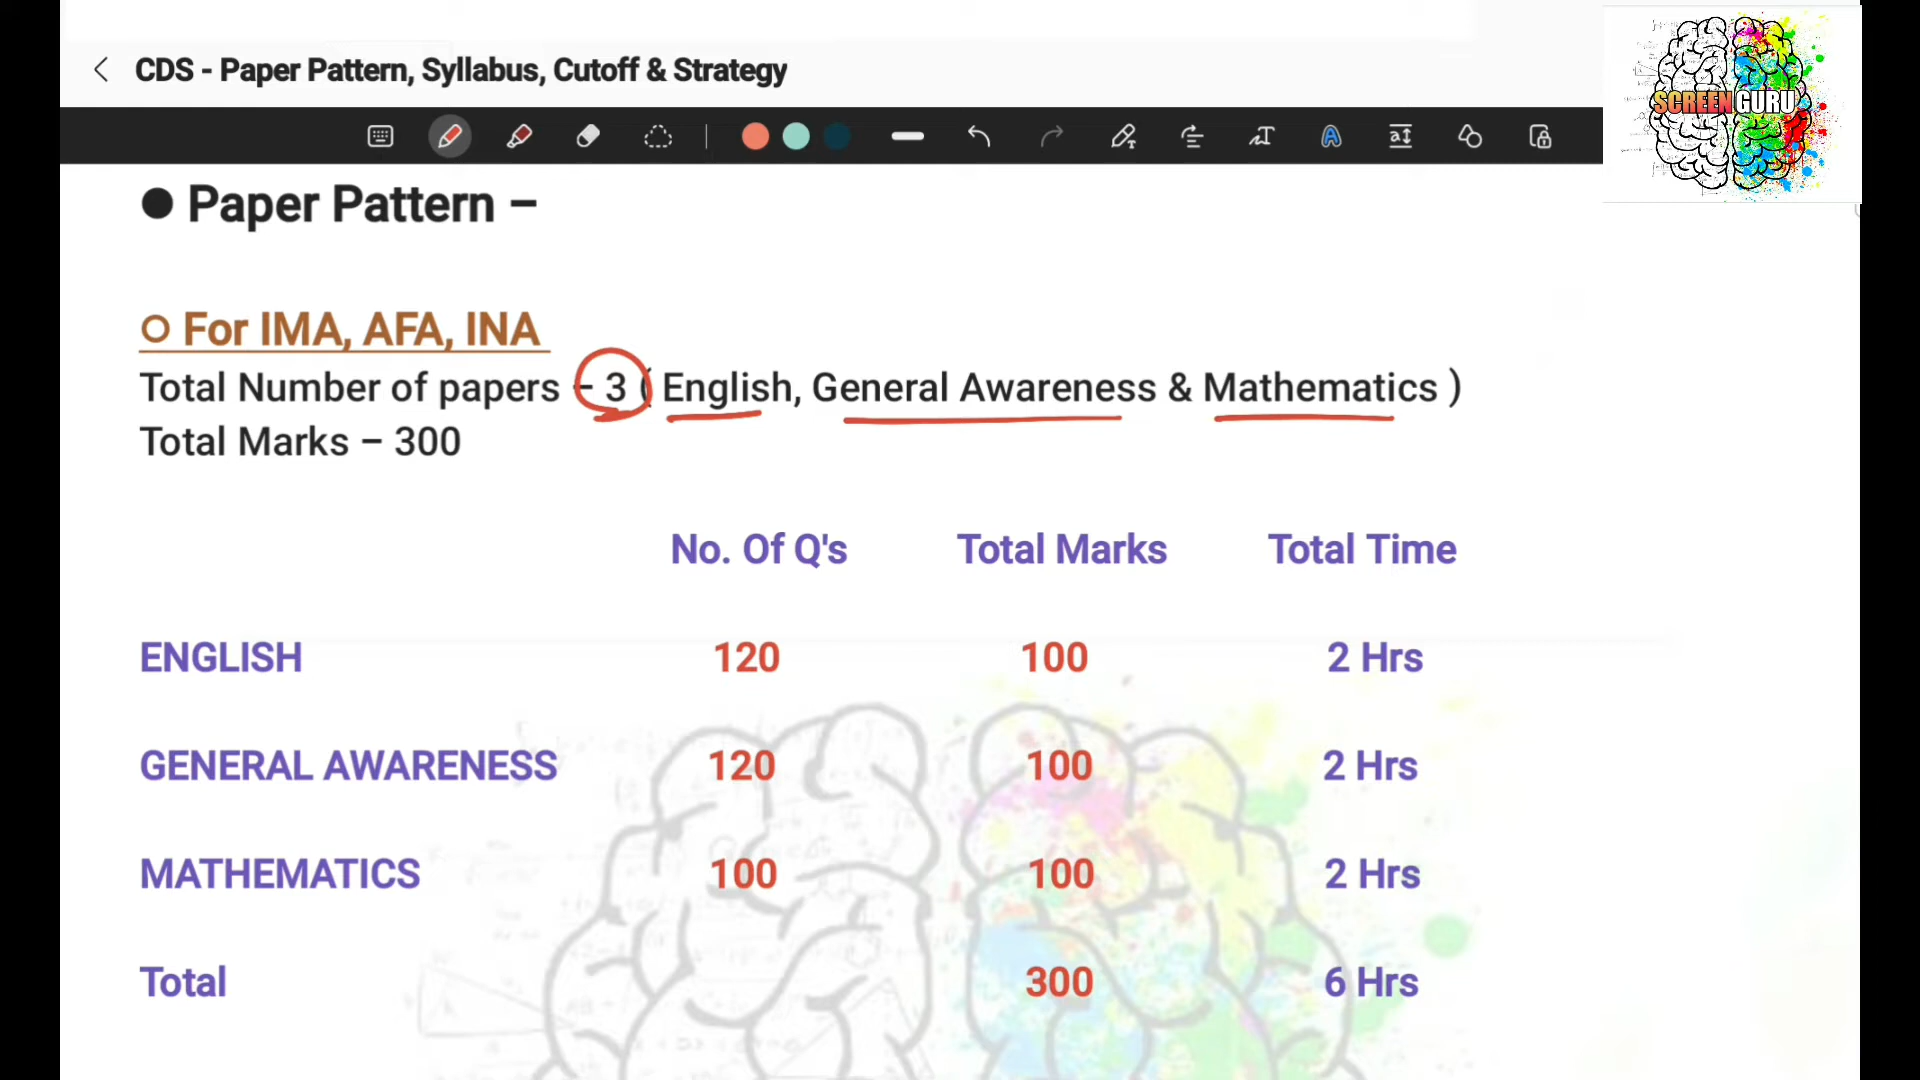 CDS - Paper Pattern, Syllabus, Cutoff & Strategy
SCREEN GURU
● Paper Pattern –
○ For IMA, AFA, INA
Total Number of papers – 3 ( English, General Awareness & Mathematics )
Total Marks – 300
No. Of Q's Total Marks Total Time
ENGLISH 120 100 2 Hrs
GENERAL AWARENESS 120 100 2 Hrs
MATHEMATICS 100 100 2 Hrs
Total 300 6 Hrs